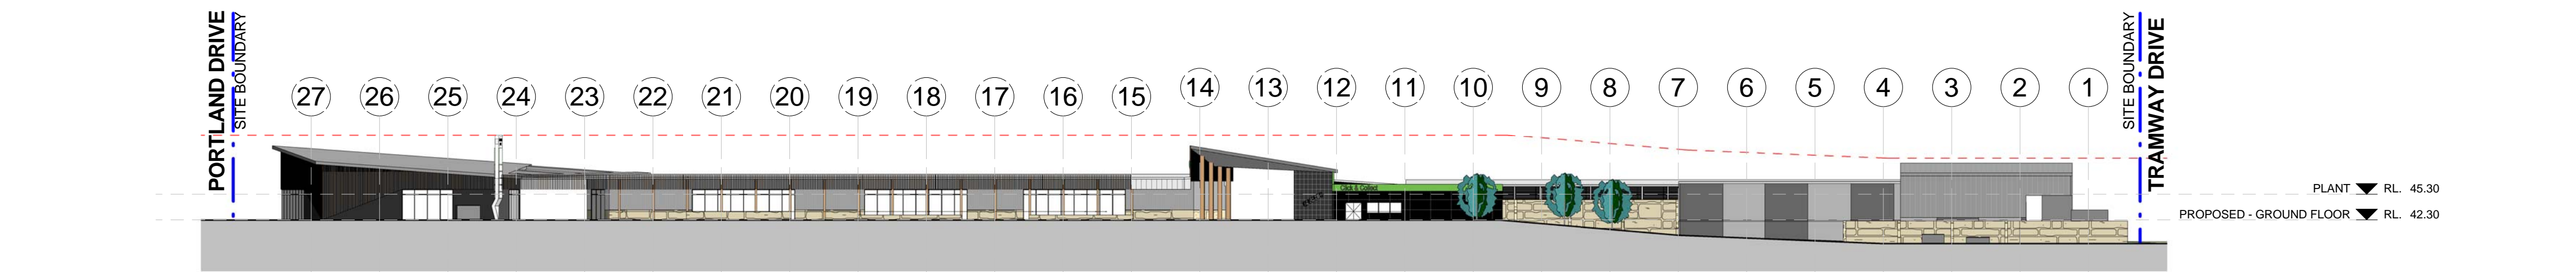 PORTLAND DRIVE
SITE BOUNDARY
27 26 25 24 23 22 21 20 19 18 17 16 15 14 13 12 11 10 9 8 7 6 5 4 3 2 1
SITE BOUNDARY
TRAMWAY DRIVE
Click & Collect
PLANT RL. 45.30
PROPOSED - GROUND FLOOR RL. 42.30